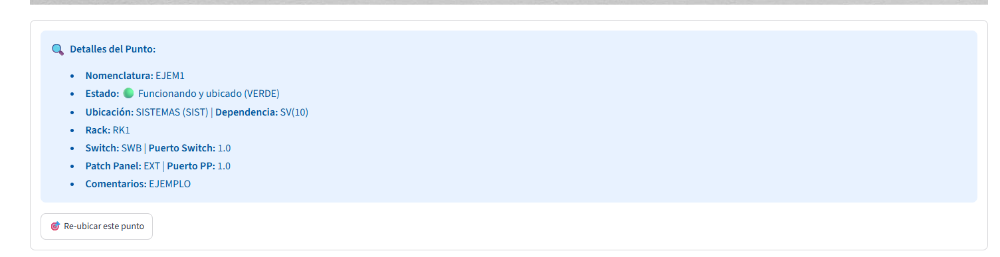 Detalles del Punto:
Nomenclatura: EJEM1
Estado: Funcionando y ubicado (VERDE)
Ubicación: SISTEMAS (SIST) | Dependencia: SV(10)
Rack: RK1
Switch: SWB | Puerto Switch: 1.0
Patch Panel: EXT | Puerto PP: 1.0
Comentarios: EJEMPLO
Re-ubicar este punto